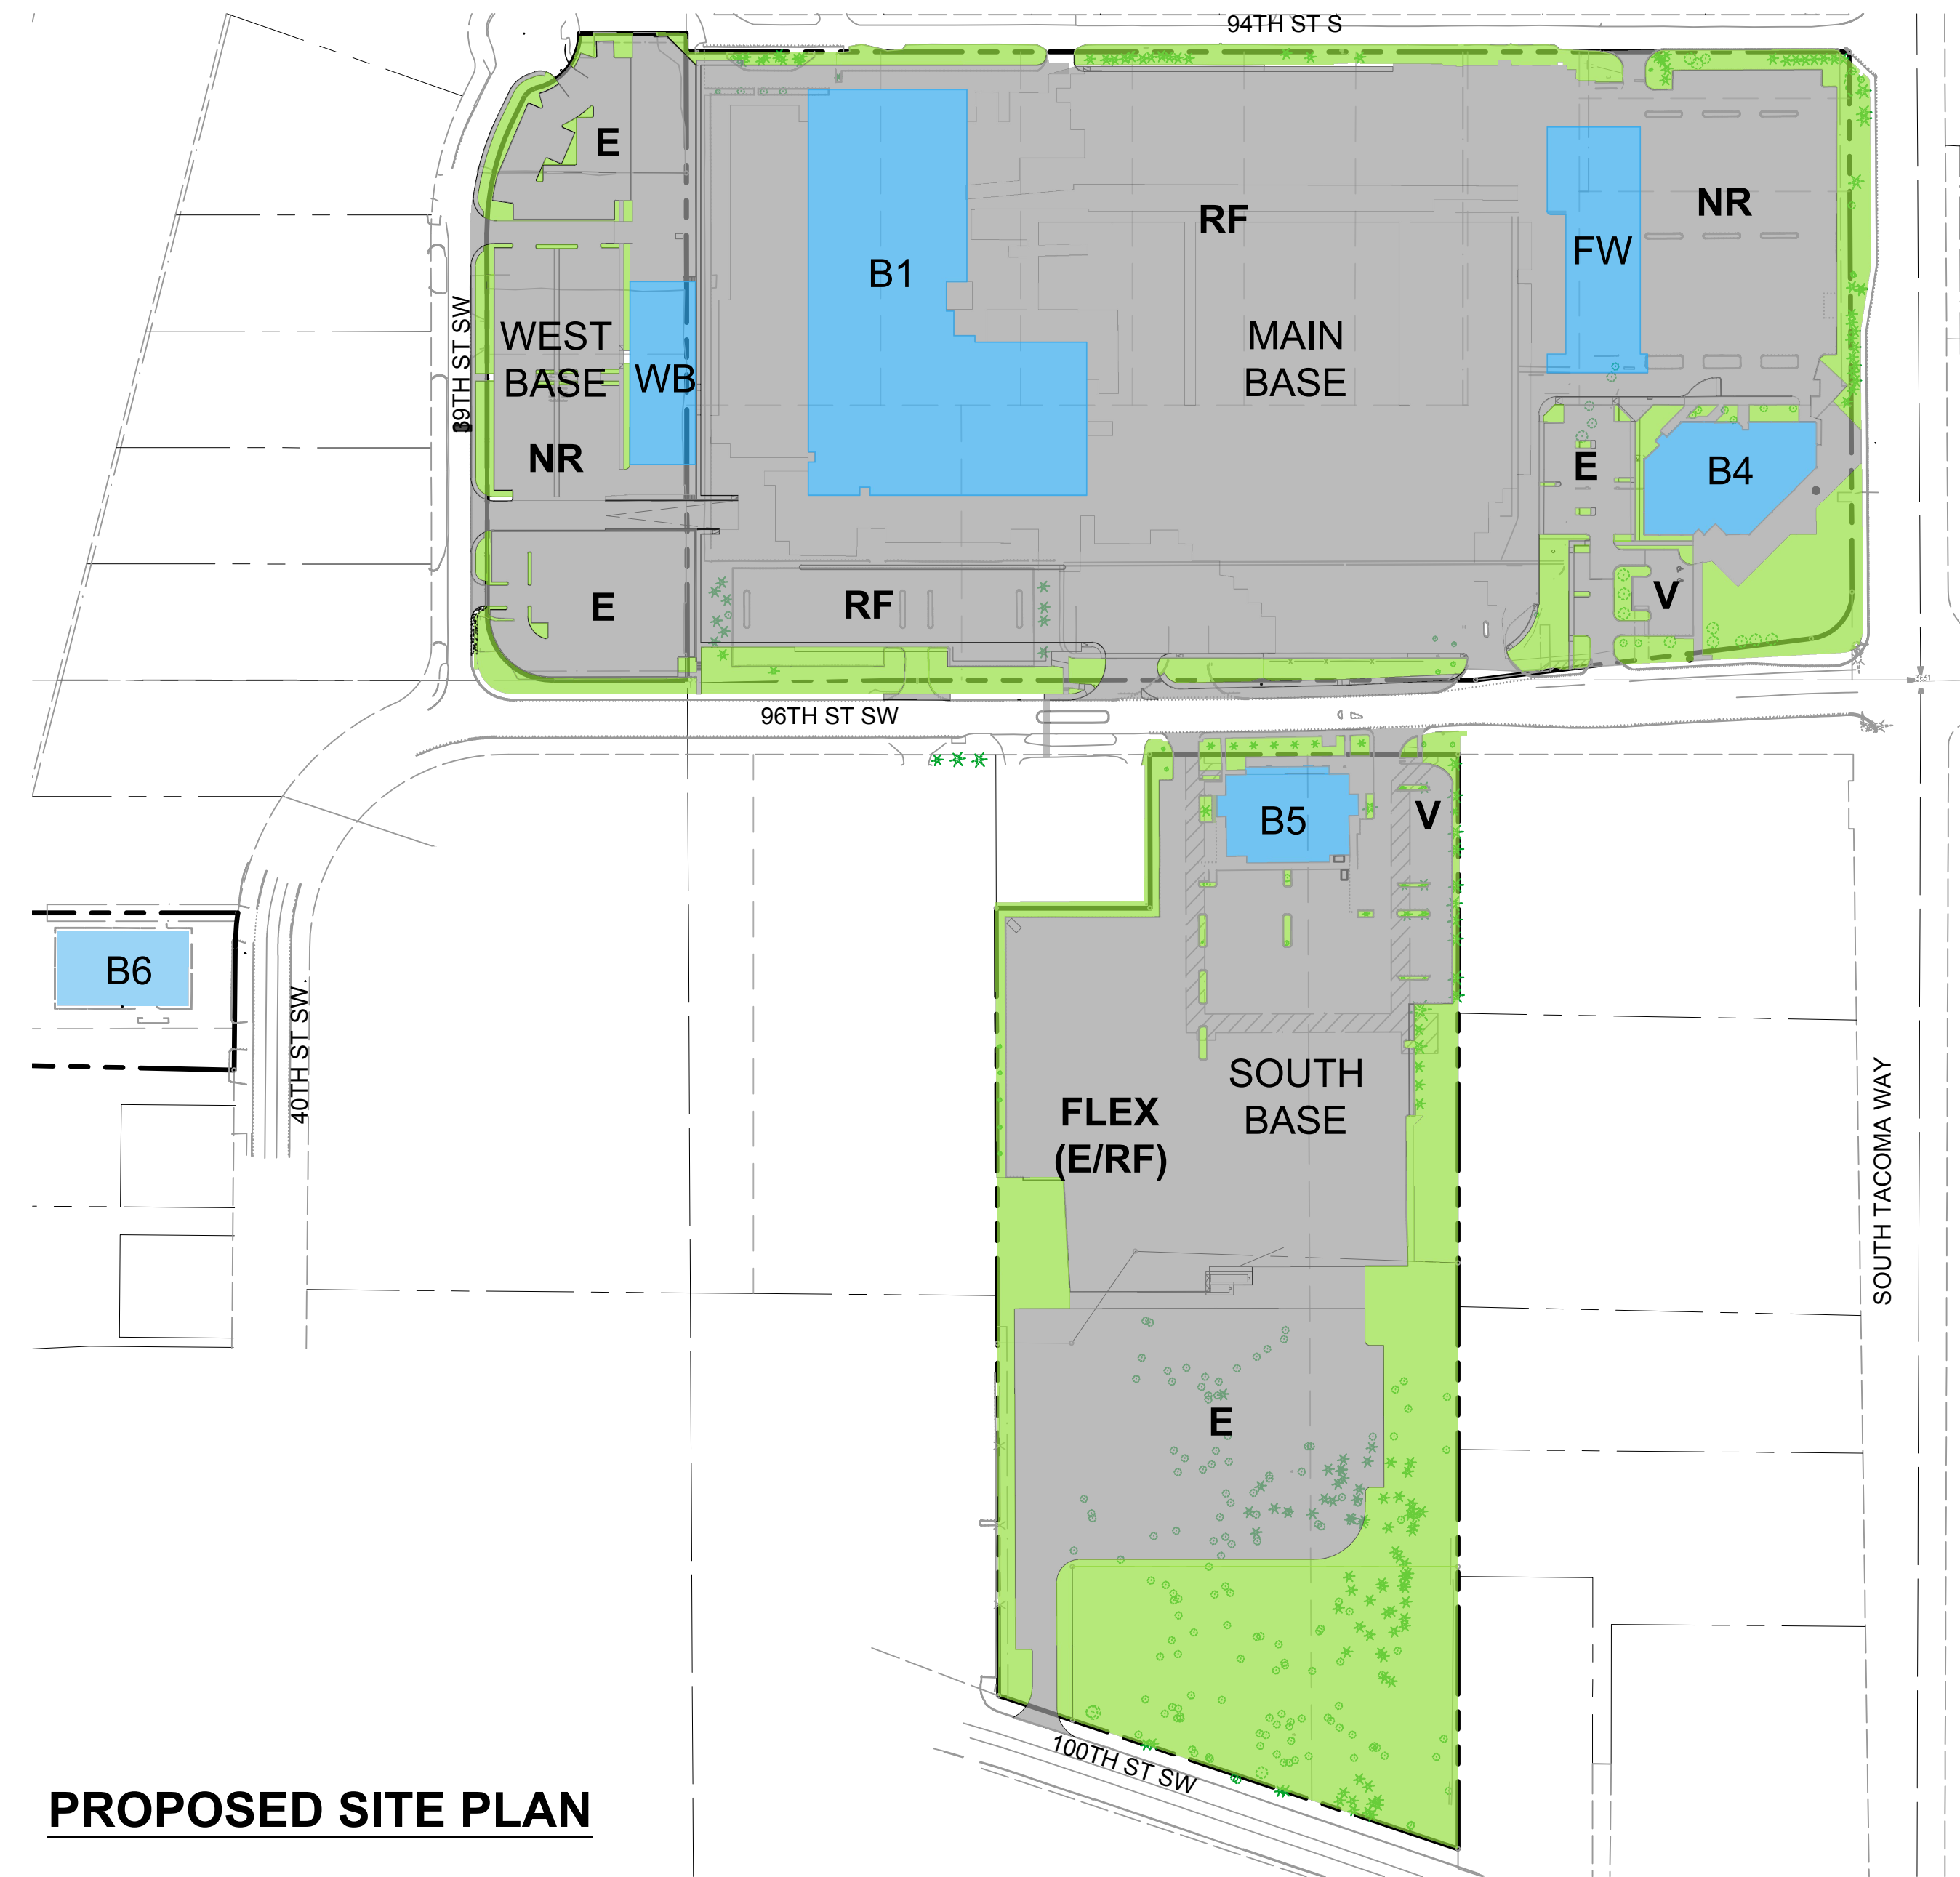 94TH ST S
E
RF
NR
FW
B1
WEST
BASE
WB
MAIN
BASE
39TH ST SW
NR
E
B4
E
RF
V
96TH ST SW
B5
V
B6
40TH ST SW.
SOUTH
BASE
FLEX
(E/RF)
SOUTH TACOMA WAY
E
100TH ST SW
PROPOSED SITE PLAN